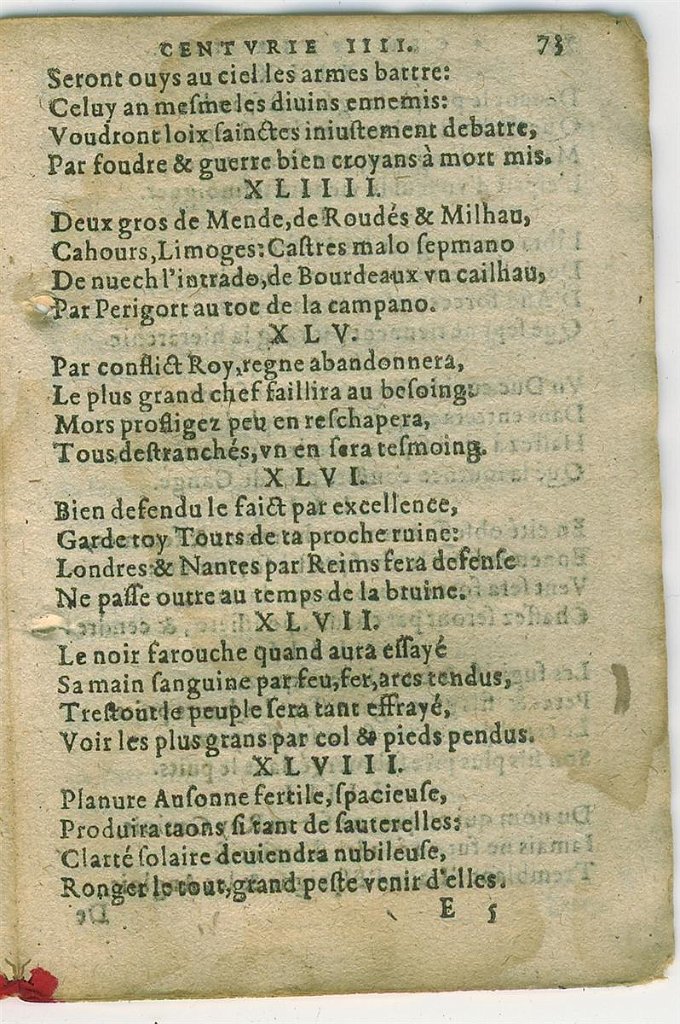 CENTVRIE IIII. 73
Seront ouys au ciel les armes battre:
Celuy an meſme les diuins ennemis:
Voudront loix ſainctes iniuſtement debatre,
Par foudre & guerre bien croyans à mort mis.
XLIIII.
Deux gros de Mende, de Roudés & Milhau,
Cahours, Limoges: Caſtres malo ſepmano
De nuech l'intrado, de Bourdeaux vn cailhau,
Par Perigort au toc de la campano.
XLV.
Par conflict Roy, regne abandonnera,
Le plus grand chef faillira au beſoing.
Mors profligez peu en reſchapera,
Tous deſtranchés, vn en ſera teſmoing.
XLVI.
Bien defendu le faict par excellence,
Garde toy Tours de ta proche ruine:
Londres & Nantes par Reims fera defenſe
Ne paſſe outre au temps de la bruine.
XLVII.
Le noir farouche quand aura eſſayé
Sa main ſanguine par feu, fer, arcs tendus,
Treſtout le peuple ſera tant effrayé,
Voir les plus grans par col & pieds pendus.
XLVIII.
Planure Auſonne fertile, ſpacieuſe,
Produira taons ſi tant de ſauterelles:
Clarté ſolaire deuiendra nubileuſe,
Ronger le tout, grand peſte venir d'elles.
E 5